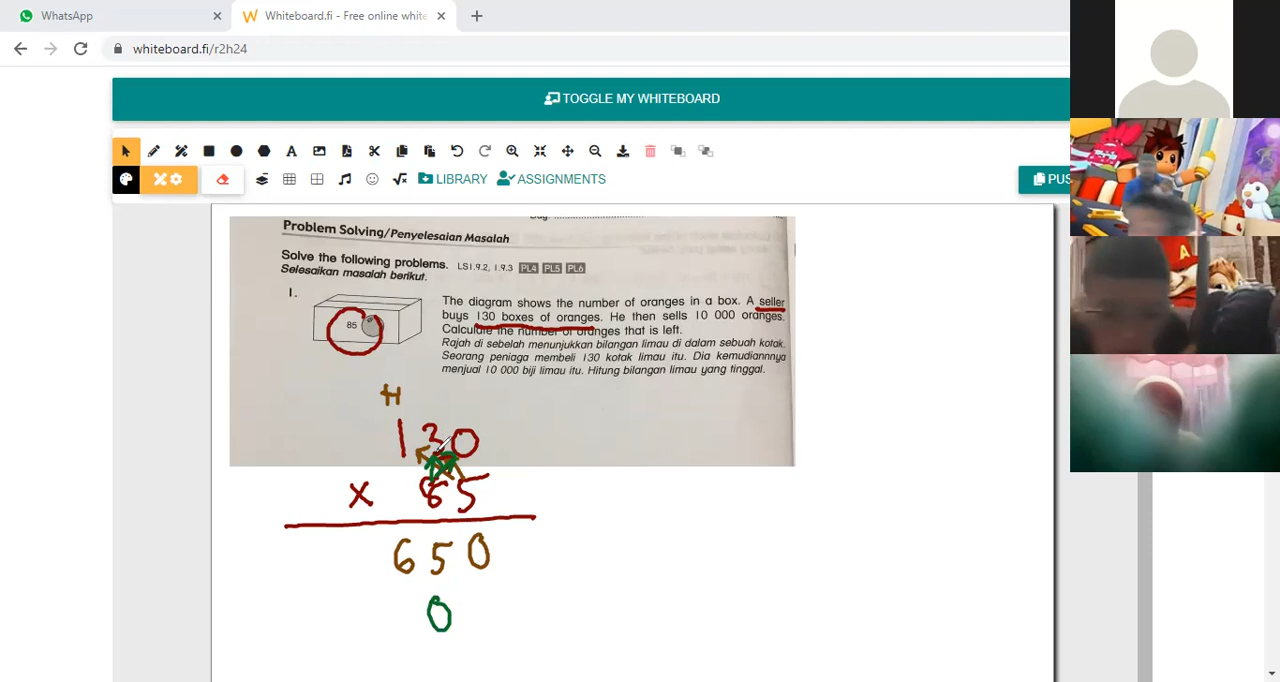 WhatsApp
Whiteboard.fi - Free online white
whiteboard.fi/r2h24
TOGGLE MY WHITEBOARD
A
LIBRARY
ASSIGNMENTS
PUS
Problem Solving/Penyelesaian Masalah
Solve the following problems. LS1.9.2, 1.9.3 PL4 PL5 PL6
Selesaikan masalah berikut.
1.
85
The diagram shows the number of oranges in a box. A seller
buys 130 boxes of oranges. He then sells 10 000 oranges.
Calculate the number of oranges that is left.
Rajah di sebelah menunjukkan bilangan limau di dalam sebuah kotak.
Seorang peniaga membeli 130 kotak limau itu. Dia kemudiannnya
menjual 10 000 biji limau itu. Hitung bilangan limau yang tinggal.
130
x 85
650
0